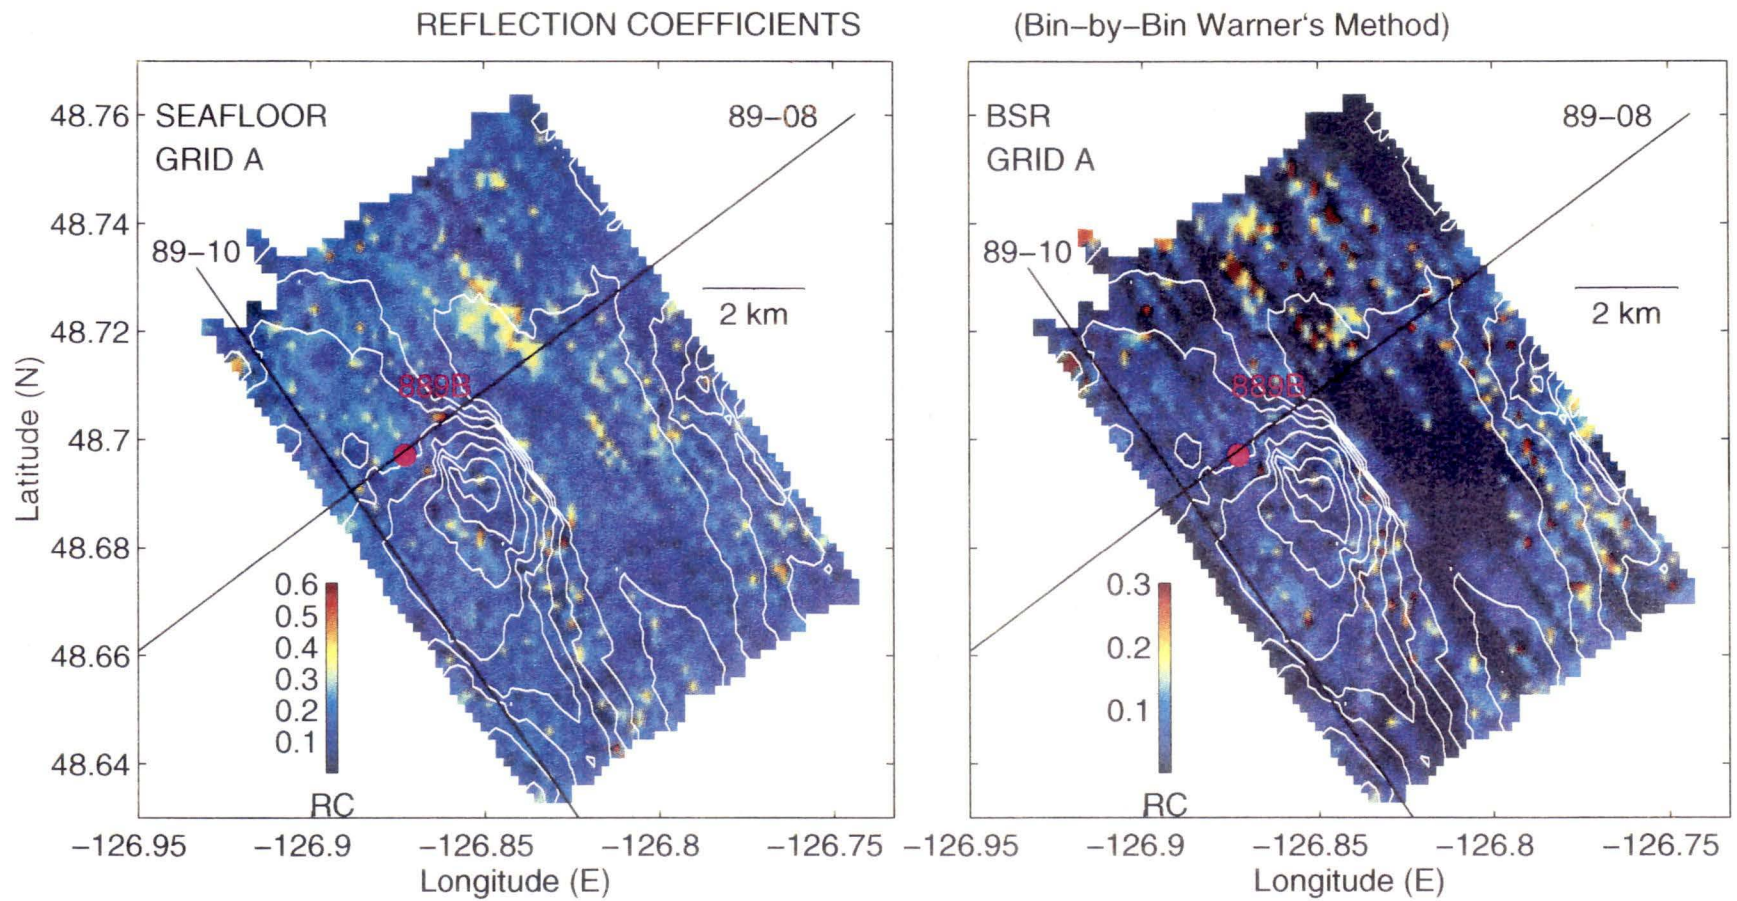 REFLECTION COEFFICIENTS (Bin–by–Bin Warner's Method)
SEAFLOOR
GRID A
89–08
89–10
2 km
889B
0.6
0.5
0.4
0.3
0.2
0.1
RC
48.76
48.74
48.72
48.7
48.68
48.66
48.64
Latitude (N)
−126.95 −126.9 −126.85 −126.8 −126.75
Longitude (E)
BSR
GRID A
89–08
89–10
2 km
889B
0.3
0.2
0.1
RC
−126.95 −126.9 −126.85 −126.8 −126.75
Longitude (E)